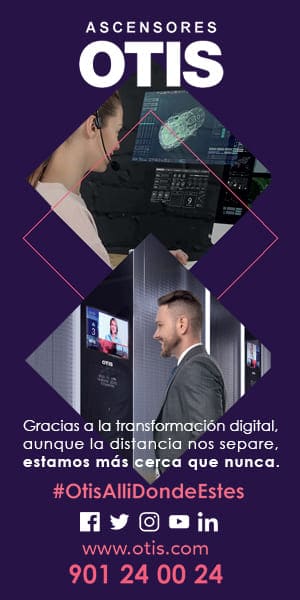 ASCENSORES
OTIS
Gracias a la transformación digital,
aunque la distancia nos separe,
estamos más cerca que nunca.
#OtisAlliDondeEstes
www.otis.com
901 24 00 24